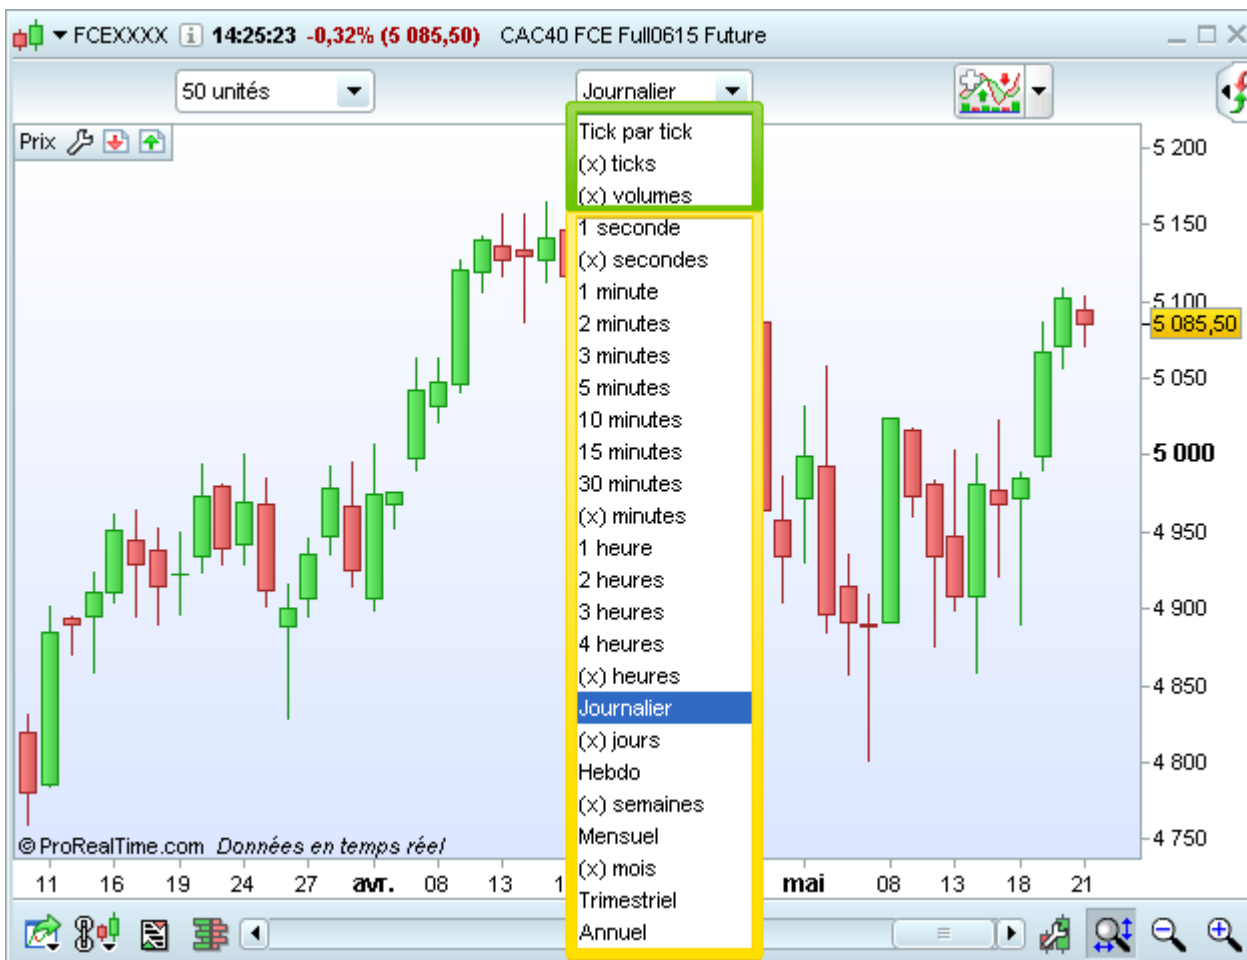 FCEXXXX i 14:25:23 -0,32% (5 085,50) CAC40 FCE Full0615 Future
50 unités
Journalier
Prix
Tick par tick
(x) ticks
(x) volumes
1 seconde
(x) secondes
1 minute
2 minutes
3 minutes
5 minutes
10 minutes
15 minutes
30 minutes
(x) minutes
1 heure
2 heures
3 heures
4 heures
(x) heures
Journalier
(x) jours
Hebdo
(x) semaines
Mensuel
(x) mois
Trimestriel
Annuel
5 200
5 150
5 100
5 085,50
5 050
5 000
4 950
4 900
4 850
4 800
4 750
© ProRealTime.com Données en temps réel
11 16 19 24 27 avr. 08 13 mai 08 13 18 21